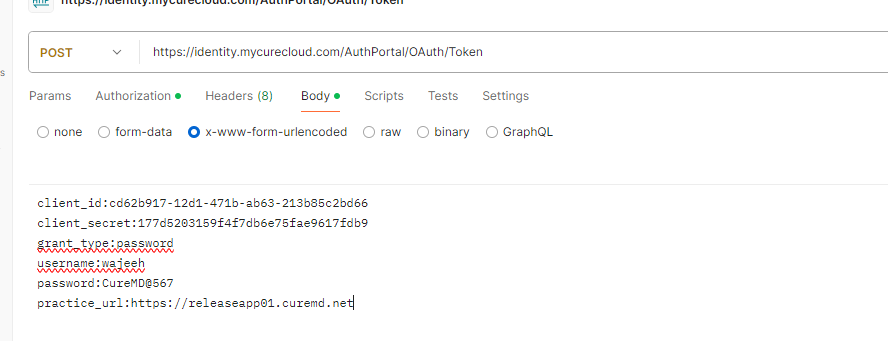 https://identity.mycurecloud.com/AuthPortal/OAuth/Token
POST https://identity.mycurecloud.com/AuthPortal/OAuth/Token
s
Params Authorization Headers (8) Body Scripts Tests Settings
none form-data x-www-form-urlencoded raw binary GraphQL
client_id:cd62b917-12d1-471b-ab63-213b85c2bd66
client_secret:177d5203159f4f7db6e75fae9617fdb9
grant_type:password
username:wajeeh
password:CureMD@567
practice_url:https://releaseapp01.curemd.net